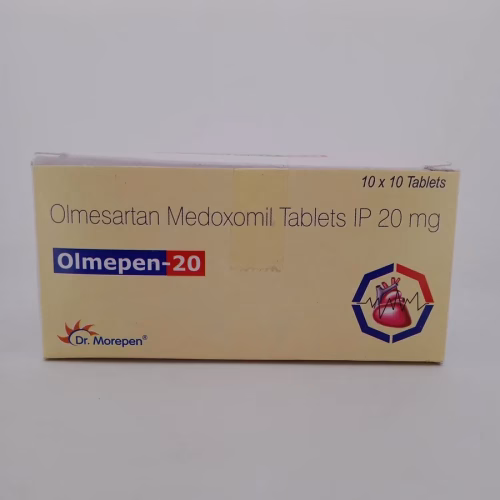 10 x 10 Tablets
Olmesartan Medoxomil Tablets IP 20 mg
Olmepen-20
Dr. Morepen®